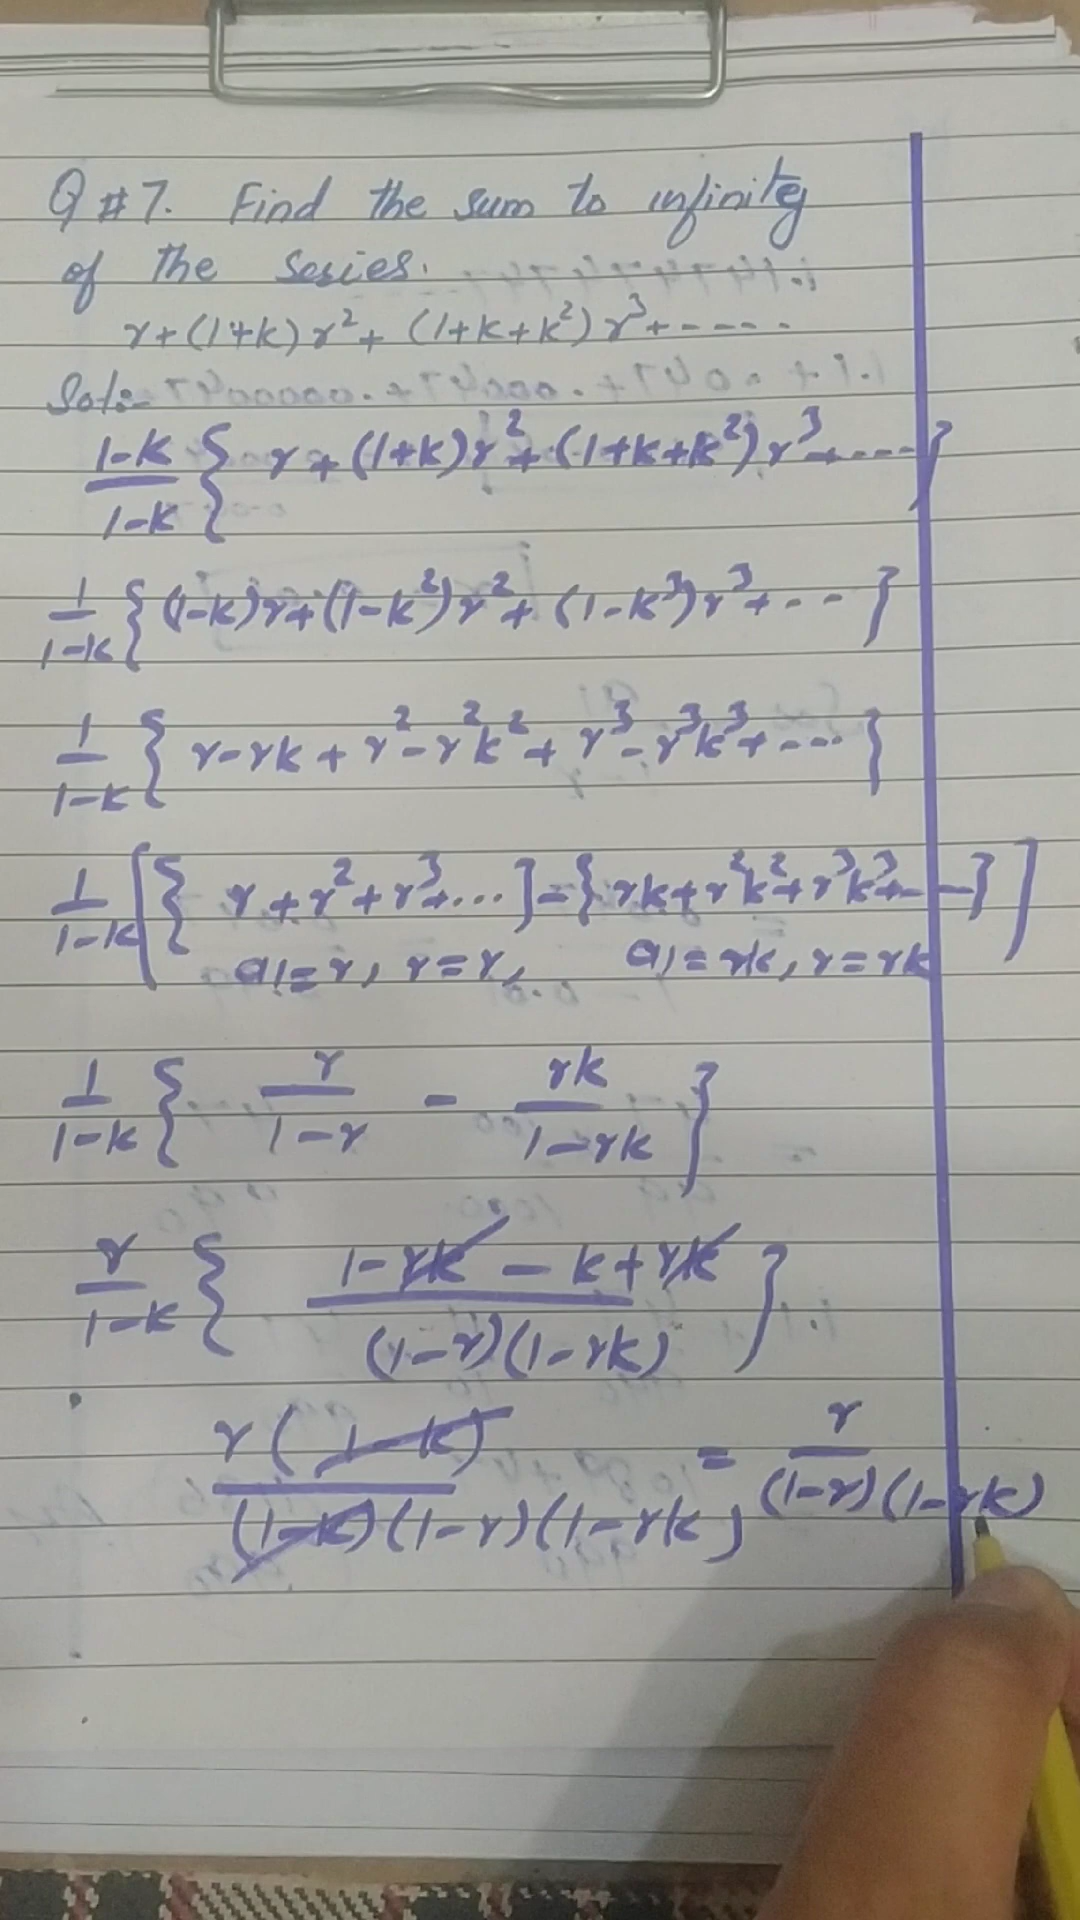 Q #7. Find the sum to infinity
of the series.
r+(1+k)r²+(1+k+k²)r³+-----
Sol:-
1-k/1-k { r+(1+k)r²+(1+k+k²)r³+---- }
1/1-k { (1-k)r+(1-k²)r²+(1-k³)r³+--- }
1/1-k { r-rk+r²-r²k²+r³-r³k³+---- }
1/1-k [{ r+r²+r³+...}-{rk+r²k²+r³k³+---}]
a₁=r, r=r, a₁=rk, r=rk
1/1-k { r/1-r - rk/1-rk }
r/1-k { 1-rk-k+rk/(1-r)(1-rk) }
r(1-k)/(1-k)(1-r)(1-rk) = r/(1-r)(1-rk)